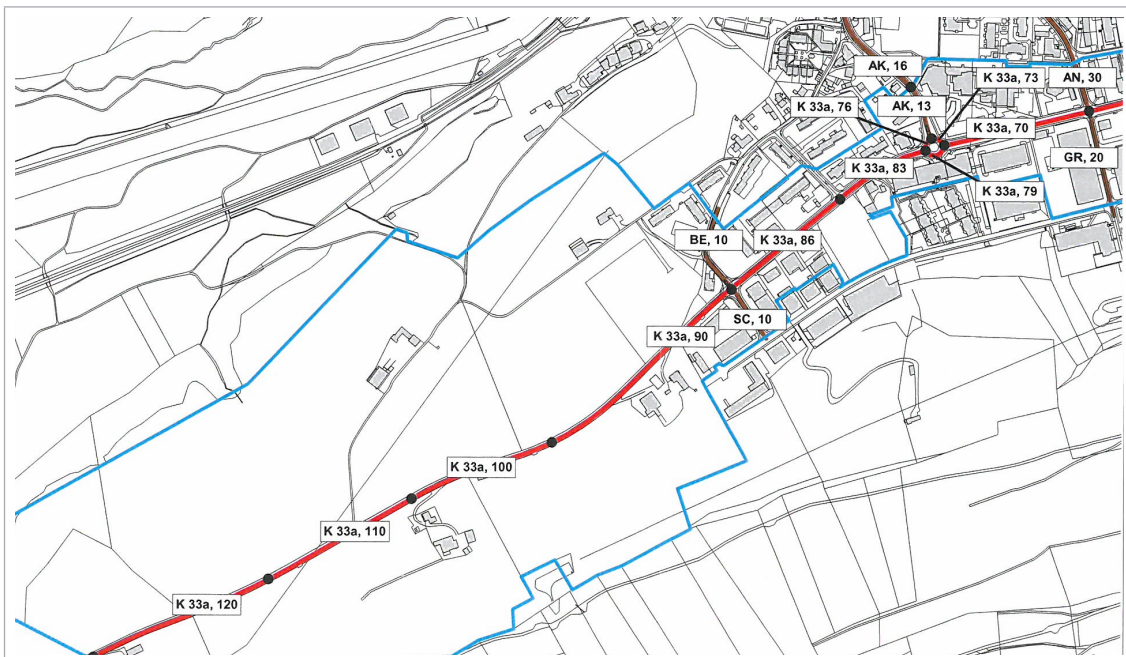 AK, 16
K 33a, 73
AN, 30
K 33a, 76
AK, 13
K 33a, 70
GR, 20
K 33a, 83
K 33a, 79
BE, 10
K 33a, 86
SC, 10
K 33a, 90
K 33a, 100
K 33a, 110
K 33a, 120